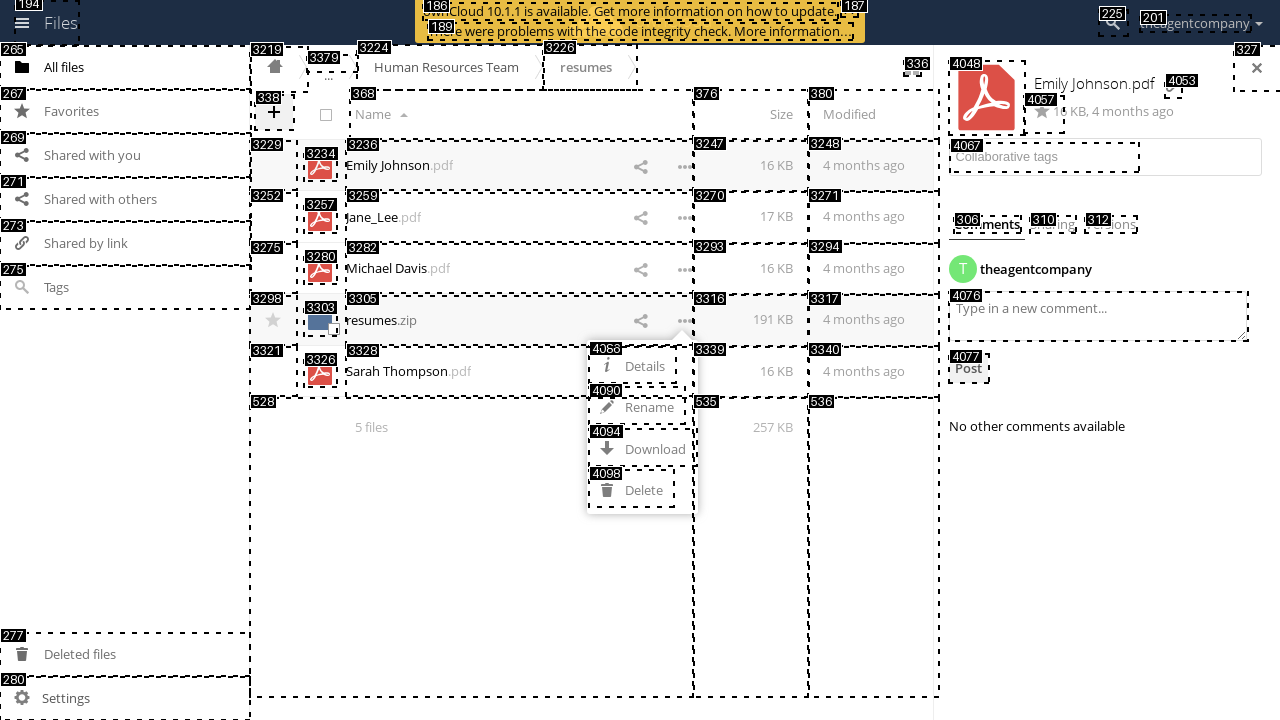 Files
ownCloud 10.1.1 is available. Get more information on how to update.
There were problems with the code integrity check. More information…
theagentcompany
194
186
187
189
225
201
265
All files
267
Favorites
269
Shared with you
271
Shared with others
273
Shared by link
275
Tags
277
Deleted files
280
Settings
3219
3379
...
3224
Human Resources Team
3226
resumes
336
327
338
368
Name
376
Size
380
Modified
3229
3234
3236
Emily Johnson.pdf
3247
16 KB
3248
4 months ago
3252
3257
3259
Jane_Lee.pdf
3270
17 KB
3271
4 months ago
3275
3280
3282
Michael Davis.pdf
3293
16 KB
3294
4 months ago
3298
3303
3305
resumes.zip
3316
191 KB
3317
4 months ago
3321
3326
3328
Sarah Thompson.pdf
3339
16 KB
3340
4 months ago
528
5 files
535
257 KB
536
Details
4090
Rename
4094
Download
4098
Delete
4048
Emily Johnson.pdf
4053
4057
16 KB, 4 months ago
4067
Collaborative tags
306
Comments
310
Sharing
312
Versions
T theagentcompany
4076
Type in a new comment...
4077
Post
No other comments available